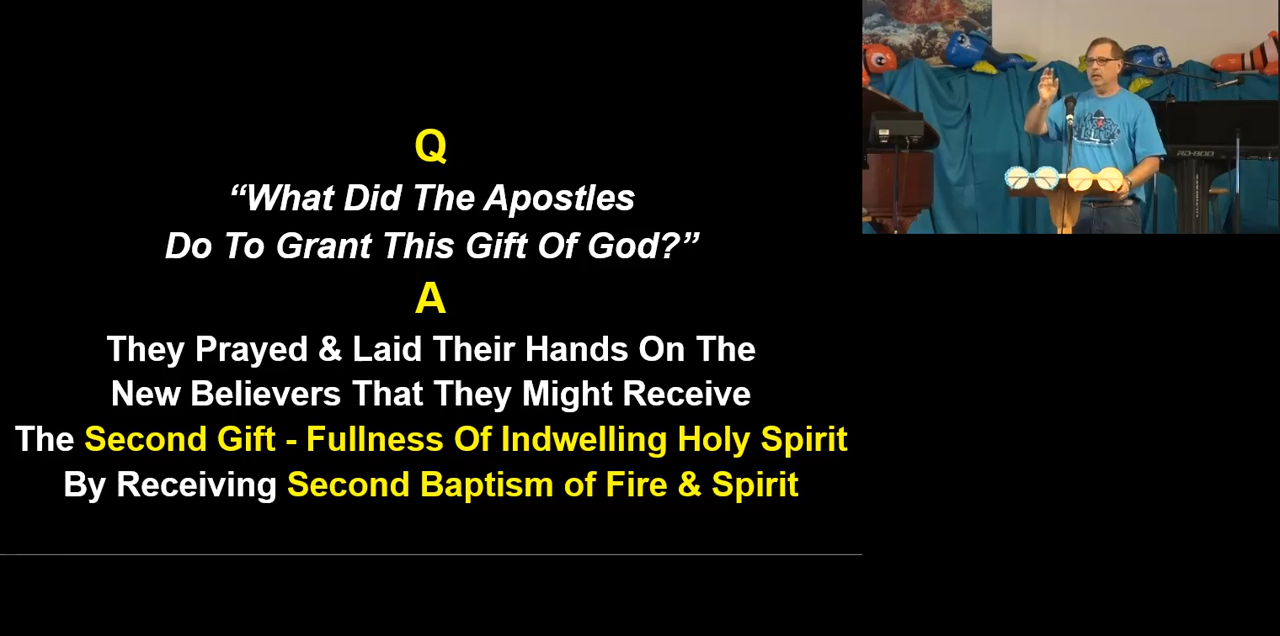 Q
“What Did The Apostles
Do To Grant This Gift Of God?”
A
They Prayed & Laid Their Hands On The
New Believers That They Might Receive
The Second Gift - Fullness Of Indwelling Holy Spirit
By Receiving Second Baptism of Fire & Spirit
RD-800